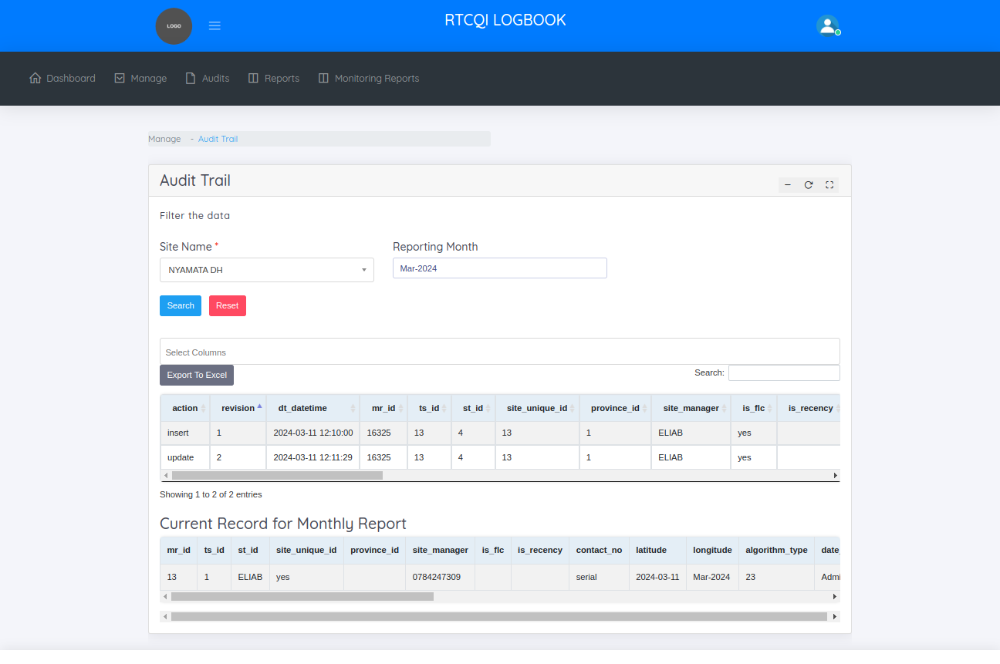 LOGO
RTCQI LOGBOOK
Dashboard Manage Audits Reports Monitoring Reports
Manage - Audit Trail
Audit Trail
Filter the data
Site Name * Reporting Month
NYAMATA DH Mar-2024
Search Reset
Select Columns
Export To Excel Search:
action revision dt_datetime mr_id ts_id st_id site_unique_id province_id site_manager is_flc is_recency
insert 1 2024-03-11 12:10:00 16325 13 4 13 1 ELIAB yes
update 2 2024-03-11 12:11:29 16325 13 4 13 1 ELIAB yes
Showing 1 to 2 of 2 entries
Current Record for Monthly Report
mr_id ts_id st_id site_unique_id province_id site_manager is_flc is_recency contact_no latitude longitude algorithm_type date_
13 1 ELIAB yes 0784247309 serial 2024-03-11 Mar-2024 23 Admi